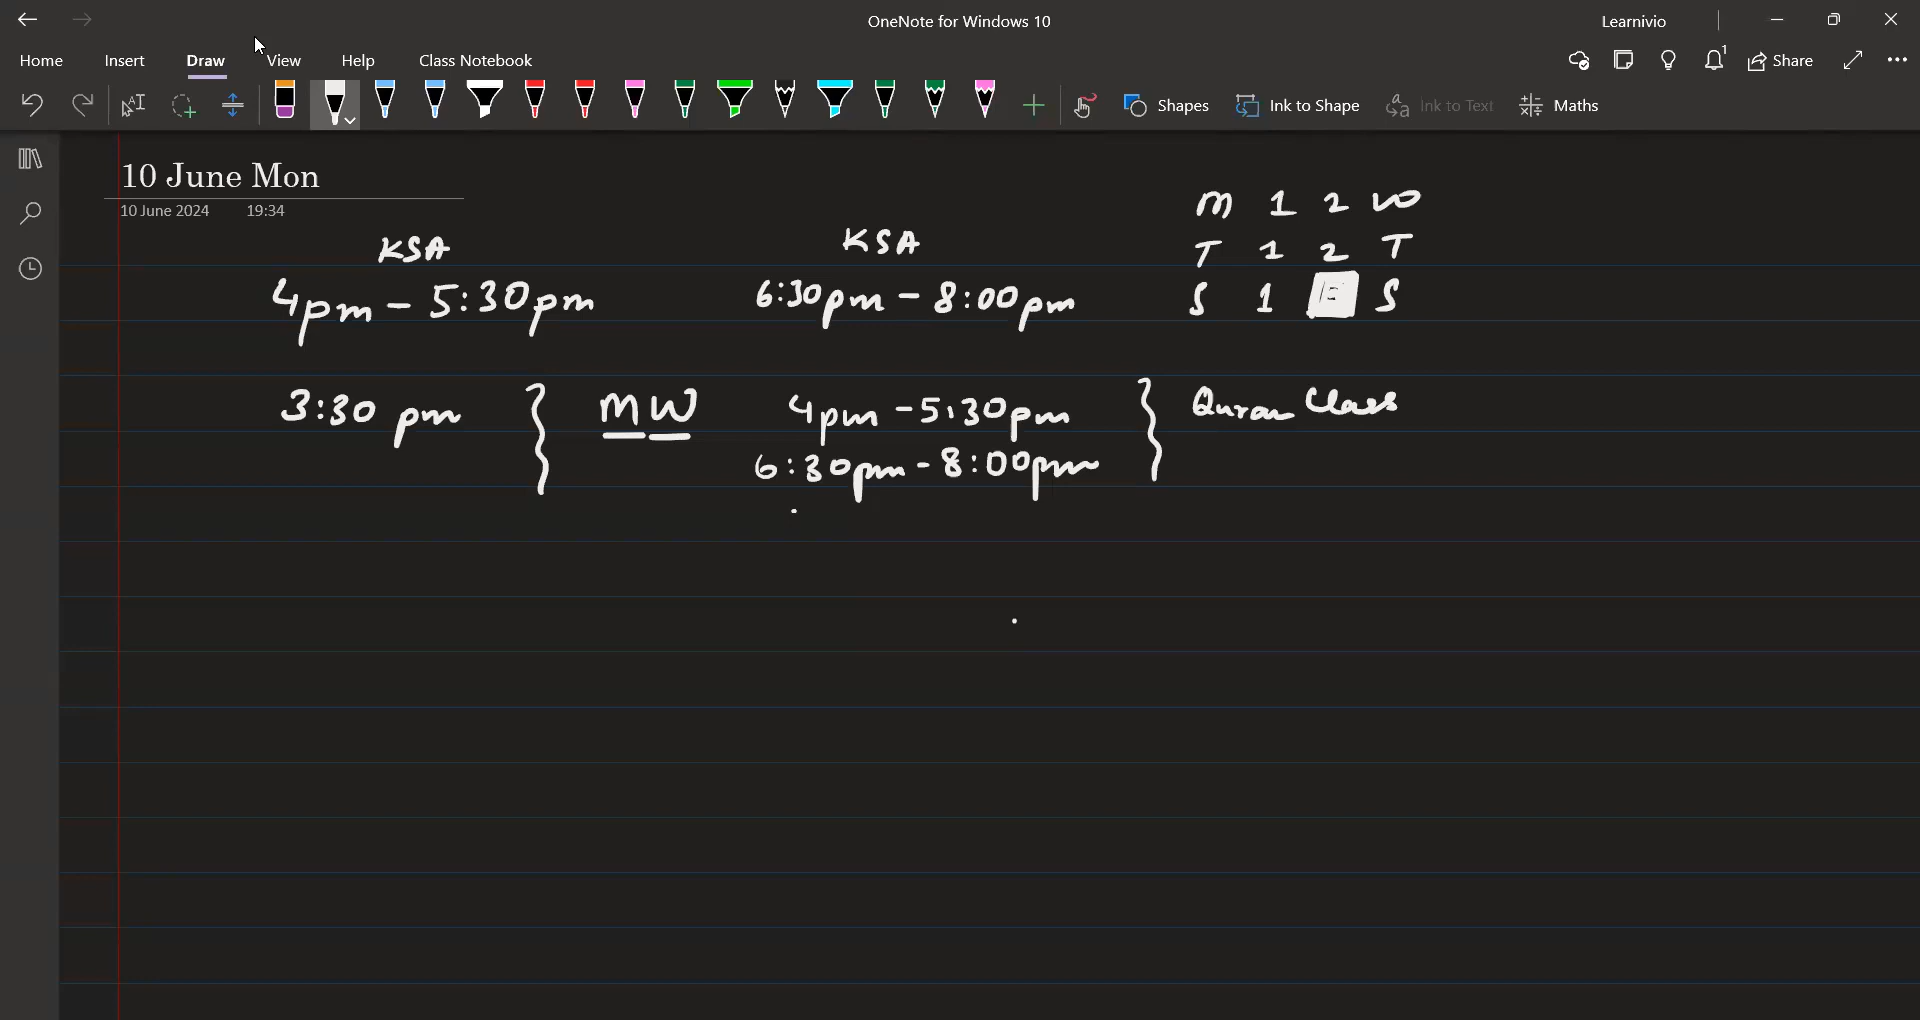 OneNote for Windows 10
Learnivio
Home Insert Draw View Help Class Notebook
1
Share
Shapes Ink to Shape Ink to Text Maths
10 June Mon
10 June 2024 19:34
M 1 2 W
KSA KSA
T 1 2 T
4pm - 5:30pm 6:30pm - 8:00pm S 1 E S
3:30 pm } MW 4pm - 5:30pm } Quran Class
6:30pm - 8:00pm